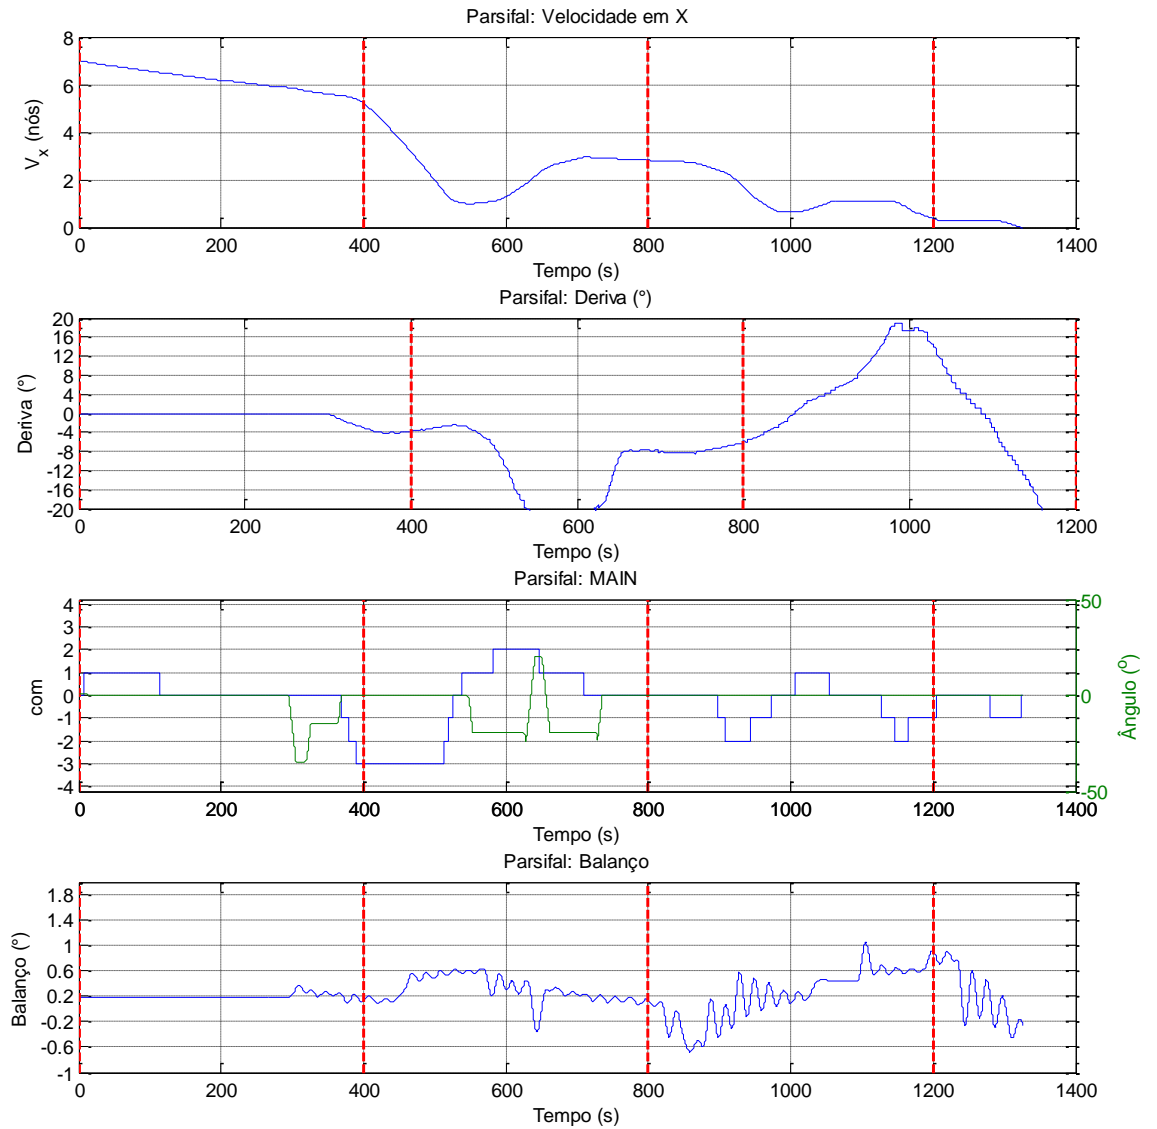 Parsifal: Velocidade em X
8
6
4
2
0
V x (nós)
0 200 400 600 800 1000 1200 1400
Tempo (s)
Parsifal: Deriva (°)
20
16
12
8
4
0
-4
-8
-12
-16
-20
Deriva (°)
0 200 400 600 800 1000 1200
Tempo (s)
Parsifal: MAIN
4
3
2
1
0
-1
-2
-3
-4
com
50
0
-50
Ângulo (º)
0 200 400 600 800 1000 1200 1400
Tempo (s)
Parsifal: Balanço
1.8
1.4
1
0.6
0.2
-0.2
-0.6
-1
Balanço (°)
0 200 400 600 800 1000 1200 1400
Tempo (s)